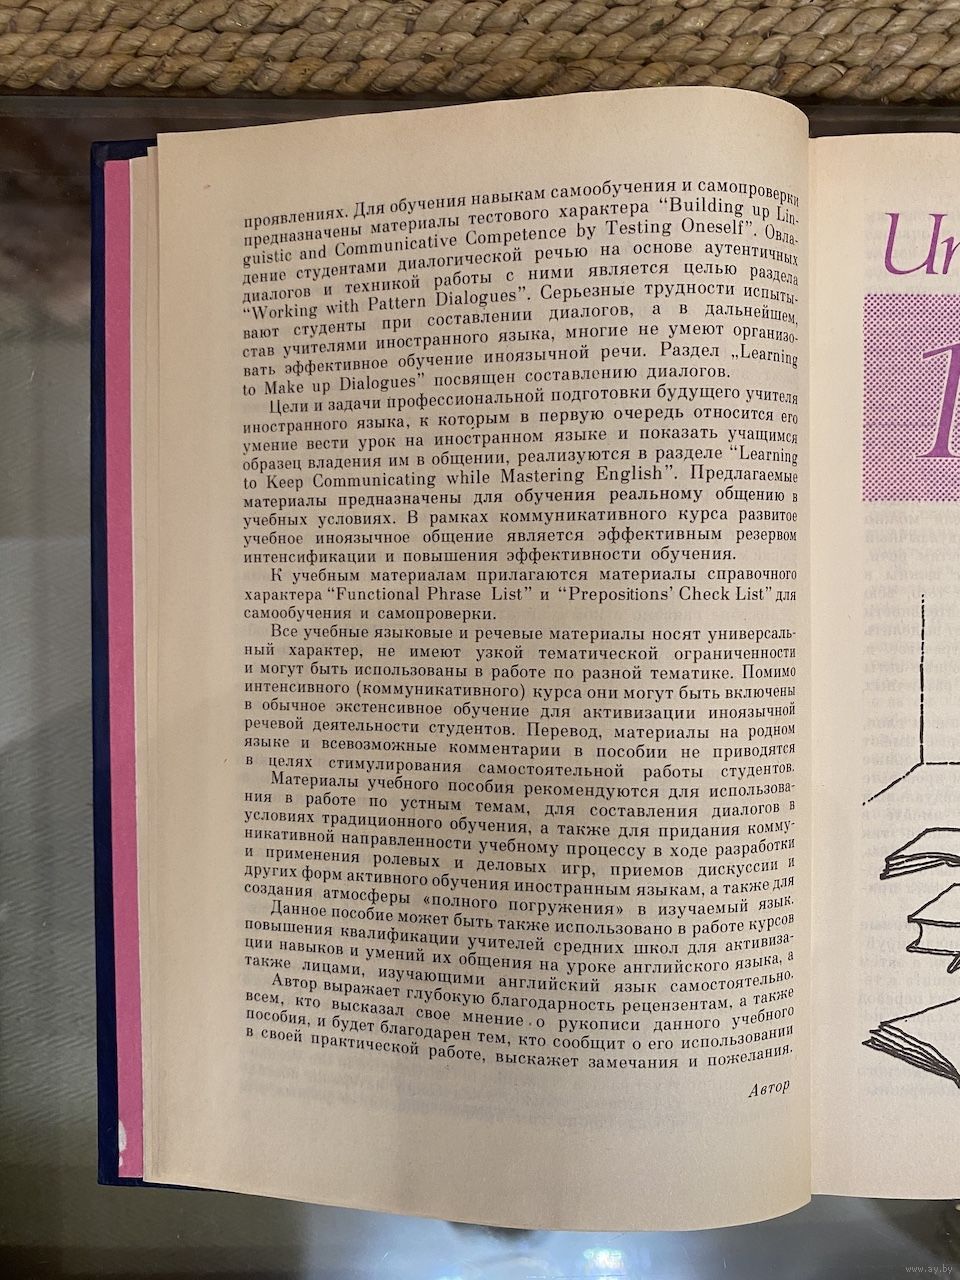 проявлениях. Для обучения навыкам самообучения и самопроверки
предназначены материалы тестового характера “Building up Lin-
guistic and Communicative Competence by Testing Oneself”. Овла-
дение студентами диалогической речью на основе аутентичных
диалогов и техникой работы с ними является целью раздела
“Working with Pattern Dialogues”. Серьезные трудности испыты-
вают студенты при составлении диалогов, а в дальнейшем,
став учителями иностранного языка, многие не умеют организо-
вать эффективное обучение иноязычной речи. Раздел „Learning
to Make up Dialogues” посвящен составлению диалогов.
Цели и задачи профессиональной подготовки будущего учителя
иностранного языка, к которым в первую очередь относится его
умение вести урок на иностранном языке и показать учащимся
образец владения им в общении, реализуются в разделе “Learning
to Keep Communicating while Mastering English”. Предлагаемые
материалы предназначены для обучения реальному общению в
учебных условиях. В рамках коммуникативного курса развитое
учебное иноязычное общение является эффективным резервом
интенсификации и повышения эффективности обучения.
К учебным материалам прилагаются материалы справочного
характера “Functional Phrase List” и “Prepositions’ Check List” для
самообучения и самопроверки.
Все учебные языковые и речевые материалы носят универсаль-
ный характер, не имеют узкой тематической ограниченности
и могут быть использованы в работе по разной тематике. Помимо
интенсивного (коммуникативного) курса они могут быть включены
в обычное экстенсивное обучение для активизации иноязычной
речевой деятельности студентов. Перевод, материалы на родном
языке и всевозможные комментарии в пособии не приводятся
в целях стимулирования самостоятельной работы студентов.
Материалы учебного пособия рекомендуются для использова-
ния в работе по устным темам, для составления диалогов в
условиях традиционного обучения, а также для придания комму-
никативной направленности учебному процессу в ходе разработки
и применения ролевых и деловых игр, приемов дискуссии и
других форм активного обучения иностранным языкам, а также для
создания атмосферы «полного погружения» в изучаемый язык.
Данное пособие может быть также использовано в работе курсов
повышения квалификации учителей средних школ для активиза-
ции навыков и умений их общения на уроке английского языка, а
также лицами, изучающими английский язык самостоятельно.
Автор выражает глубокую благодарность рецензентам, а также
всем, кто высказал свое мнение о рукописи данного учебного
пособия, и будет благодарен тем, кто сообщит о его использовании
в своей практической работе, выскажет замечания и пожелания.
Автор
Un
1
www.ay.by